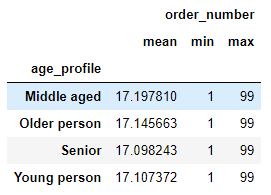 order_number
mean min max
age_profile
Middle aged 17.197810 1 99
Older person 17.145663 1 99
Senior 17.098243 1 99
Young person 17.107372 1 99